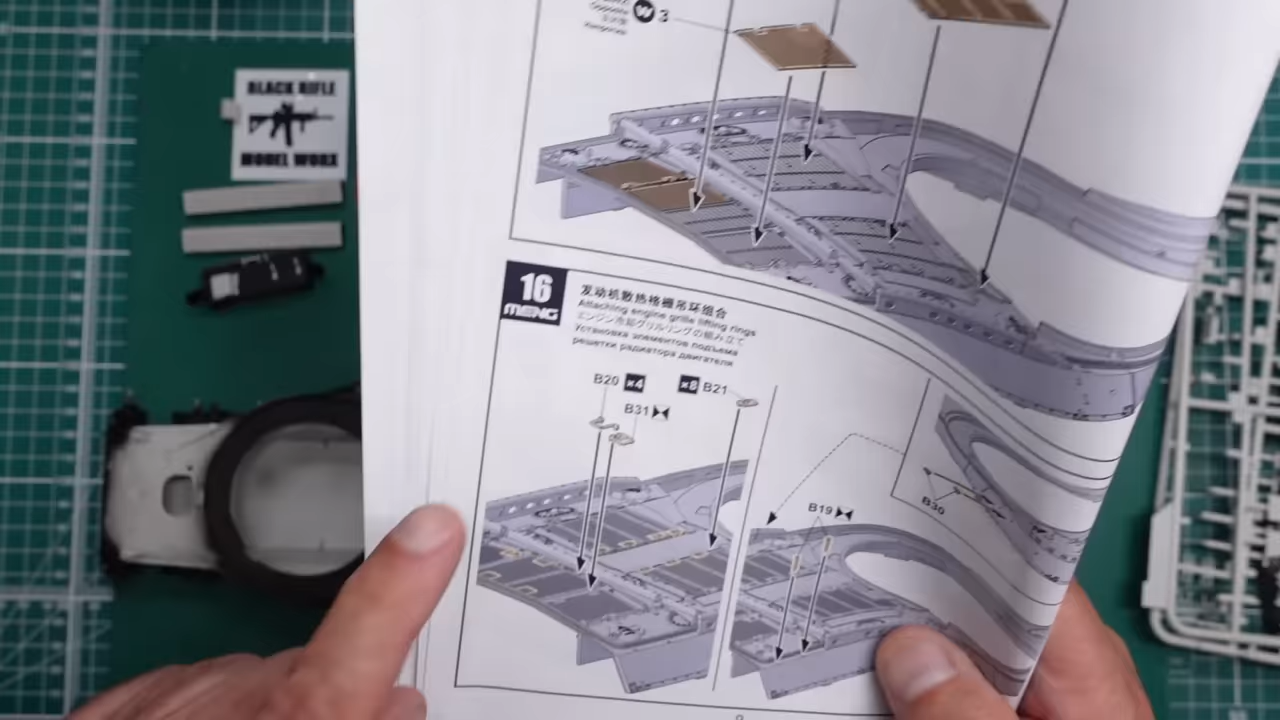 W 3
BLACK RIFLE
MODEL WORX
16
MENG
发动机散热格栅吊环组合
Attaching engine grille lifting rings
エンジン冷却グリルリングの組み立て
Установка элементов подъема
решетки радиатора двигателя
B20 ×4
×8 B21
B31
B19
B30